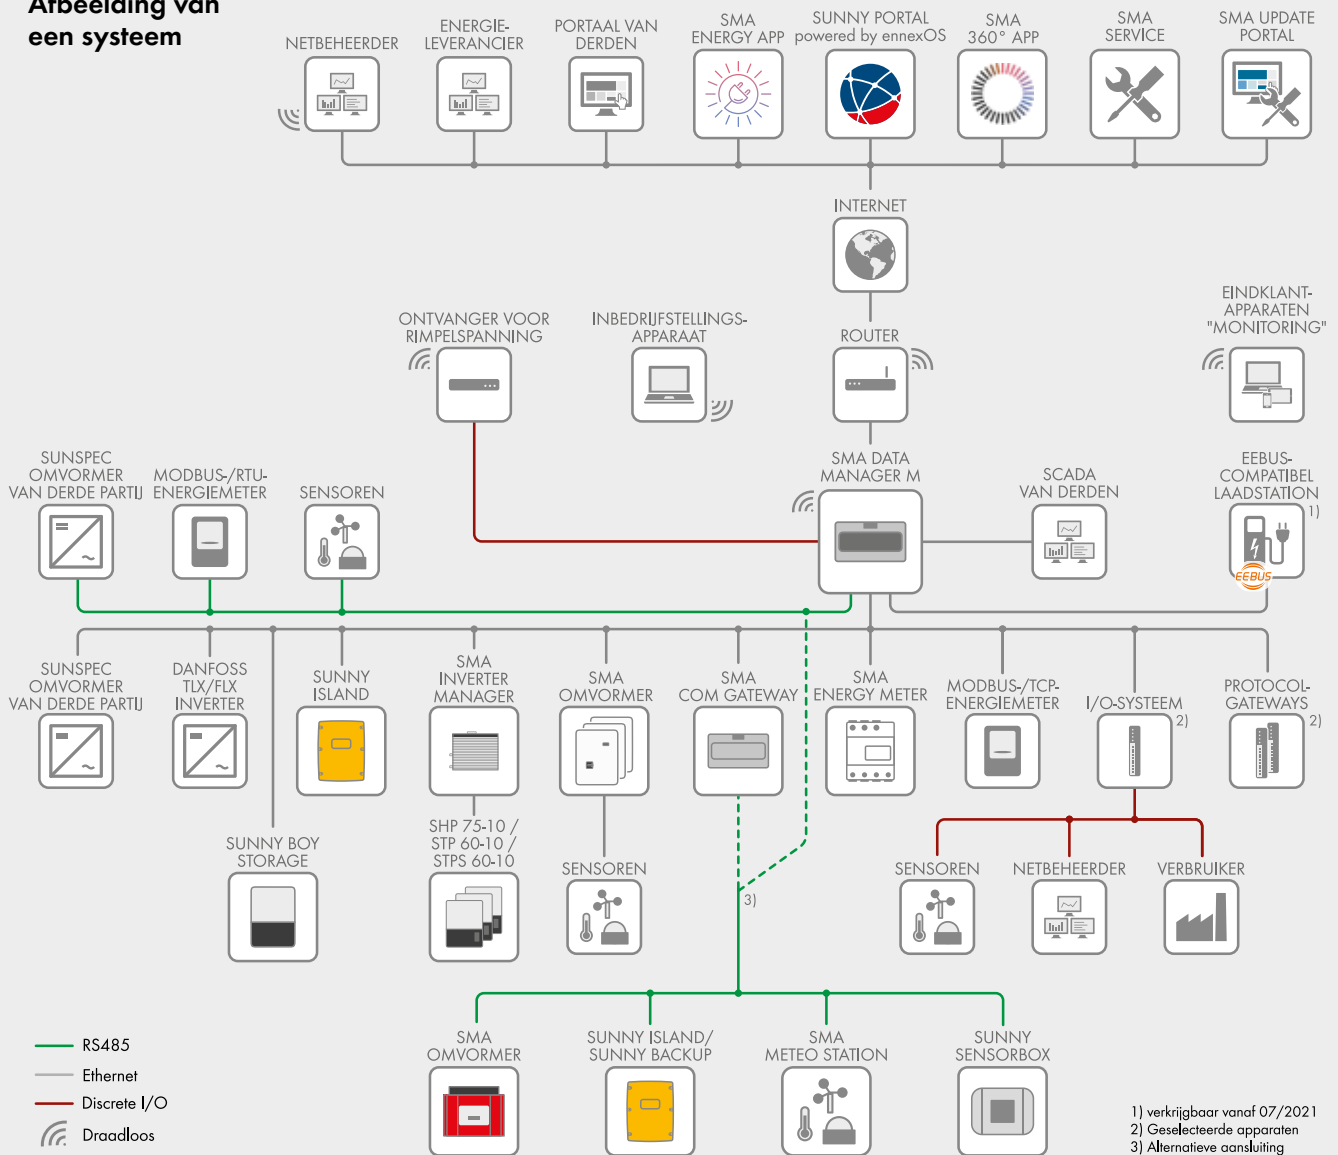 Afbeelding van
een systeem
NETBEHEERDER
ENERGIE-
LEVERANCIER
PORTAAL VAN
DERDEN
SMA
ENERGY APP
SUNNY PORTAL
powered by ennexOS
SMA
360° APP
SMA
SERVICE
SMA UPDATE
PORTAL
INTERNET
ONTVANGER VOOR
RIMPELSPANNING
INBEDRIJFSTELLINGS-
APPARAAT
ROUTER
EINDKLANT-
APPARATEN
"MONITORING"
SUNSPEC
OMVORMER
VAN DERDE PARTIJ
MODBUS-/RTU-
ENERGIEMETER
SENSOREN
SMA DATA
MANAGER M
SCADA
VAN DERDEN
EEBUS-
COMPATIBEL
LAADSTATION
1)
EEBUS
SUNSPEC
OMVORMER
VAN DERDE PARTIJ
DANFOSS
TLX/FLX
INVERTER
SUNNY
ISLAND
SMA
INVERTER
MANAGER
SMA
OMVORMER
SMA
COM GATEWAY
SMA
ENERGY METER
MODBUS-/TCP-
ENERGIEMETER
I/O-SYSTEEM
2)
PROTOCOL-
GATEWAYS
2)
SUNNY BOY
STORAGE
SHP 75-10 /
STP 60-10 /
STPS 60-10
SENSOREN
3)
SENSOREN
NETBEHEERDER
VERBRUIKER
SMA
OMVORMER
SUNNY ISLAND/
SUNNY BACKUP
SMA
METEO STATION
SUNNY
SENSORBOX
RS485
Ethernet
Discrete I/O
Draadloos
1) verkrijgbaar vanaf 07/2021
2) Geselecteerde apparaten
3) Alternatieve aansluiting